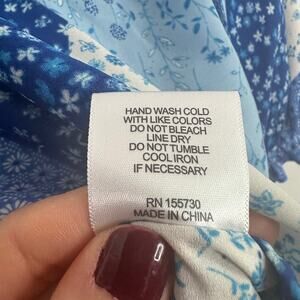 HAND WASH COLD
WITH LIKE COLORS
DO NOT BLEACH
LINE DRY
DO NOT TUMBLE
COOL IRON
IF NECESSARY
RN 155730
MADE IN CHINA